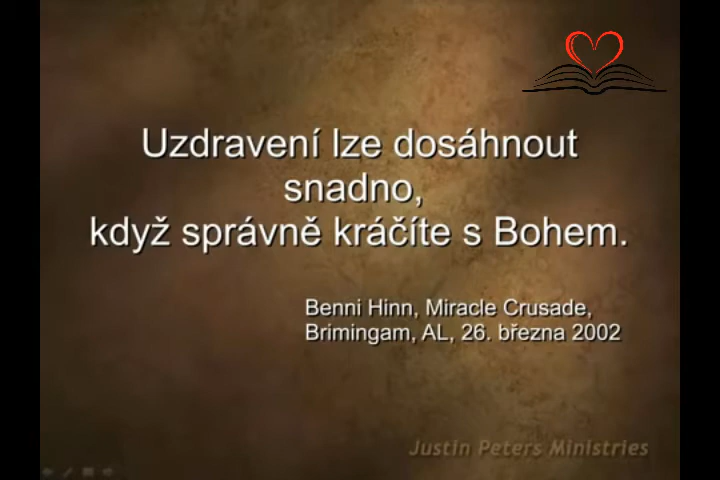 Uzdravení lze dosáhnout
snadno,
když správně kráčíte s Bohem.
Benni Hinn, Miracle Crusade,
Brimingam, AL, 26. března 2002
Justin Peters Ministries